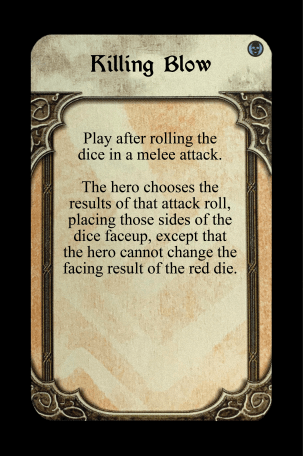 Killing Blow
Play after rolling the
dice in a melee attack.
The hero chooses the
results of that attack roll,
placing those sides of the
dice faceup, except that
the hero cannot change the
facing result of the red die.